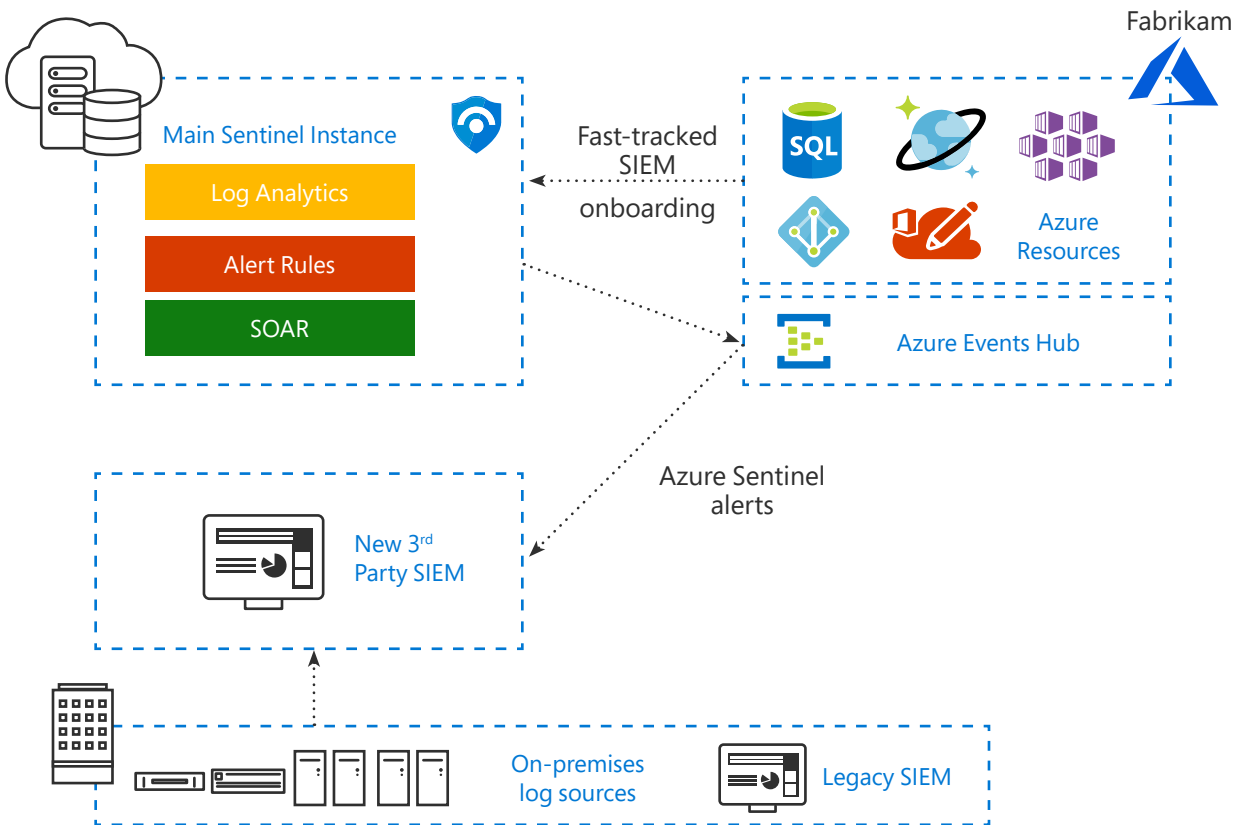 Fabrikam
Main Sentinel Instance
Log Analytics
Alert Rules
SOAR
Fast-tracked
SIEM
onboarding
SQL
Azure
Resources
Azure Events Hub
Azure Sentinel
alerts
New 3rd
Party SIEM
On-premises
log sources
Legacy SIEM